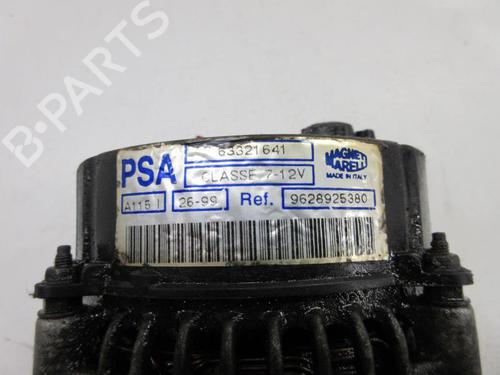 B-PARTS
63321641
PSA
CLASSE 7-12V
MAGNETI
MARELLI
MADE IN ITALY
A115 I
26-99
Ref.
9628925380